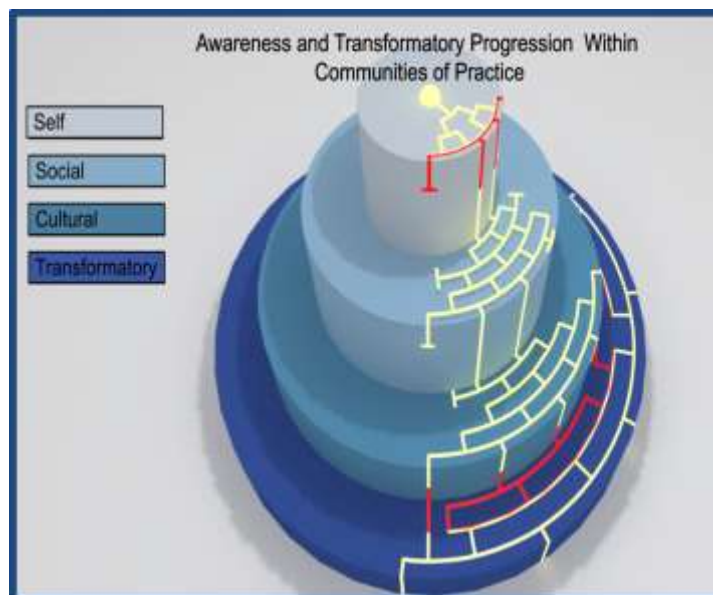 Awareness and Transformatory Progression Within
Communities of Practice
Self
Social
Cultural
Transformatory